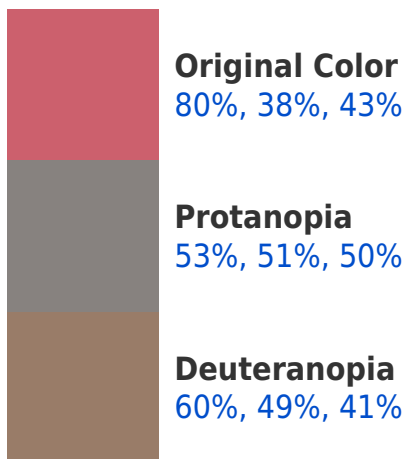 Original Color
80%, 38%, 43%
Protanopia
53%, 51%, 50%
Deuteranopia
60%, 49%, 41%